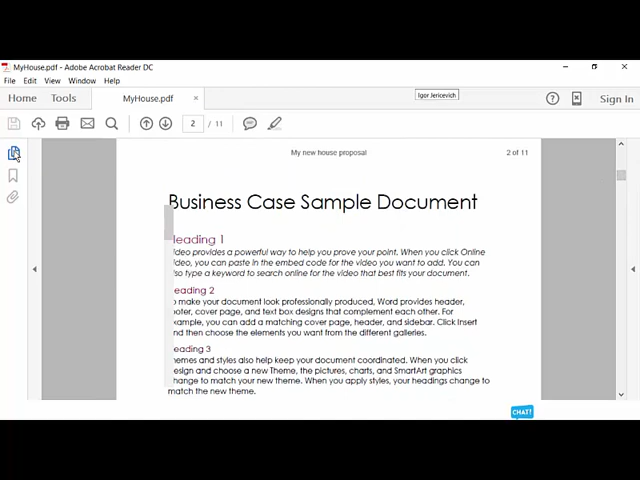 MyHouse.pdf - Adobe Acrobat Reader DC
File Edit View Window Help
Home Tools MyHouse.pdf × Igor Jericevich ? Sign In
2 / 11
My new house proposal 2 of 11
Business Case Sample Document
eading 1
ideo provides a powerful way to help you prove your point. When you click Online
ideo, you can paste in the embed code for the video you want to add. You can
so type a keyword to search online for the video that best fits your document.
eading 2
o make your document look professionally produced, Word provides header,
oter, cover page, and text box designs that complement each other. For
xample, you can add a matching cover page, header, and sidebar. Click Insert
nd then choose the elements you want from the different galleries.
eading 3
hemes and styles also help keep your document coordinated. When you click
esign and choose a new Theme, the pictures, charts, and SmartArt graphics
hange to match your new theme. When you apply styles, your headings change to
match the new theme.
CHAT!